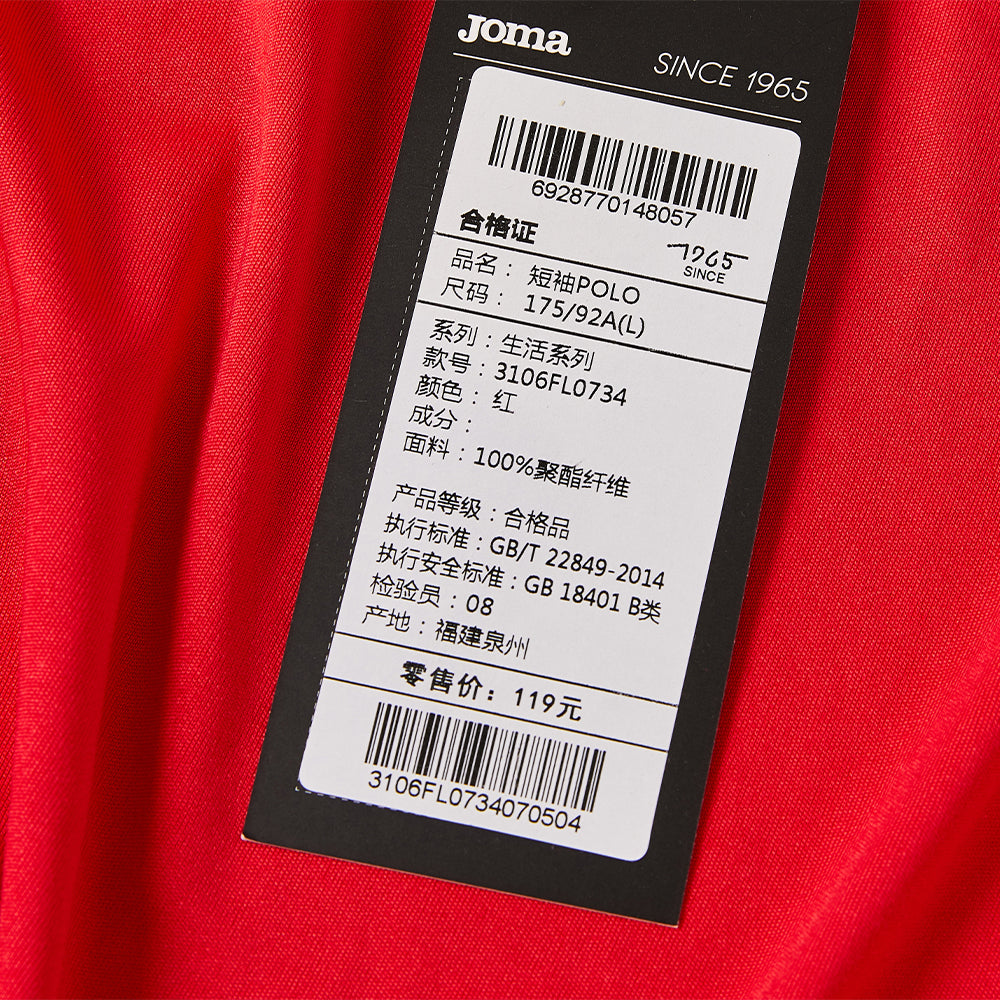 Joma
SINCE 1965
6928770148057
合格证
1965
SINCE
品名： 短袖POLO
尺码： 175/92A(L)
系列：生活系列
款号：3106FL0734
颜色： 红
成分：
面料：100%聚酯纤维
产品等级：合格品
执行标准：GB/T 22849-2014
执行安全标准：GB 18401 B类
检验员：08
产地：福建泉州
零售价：119元
3106FL0734070504